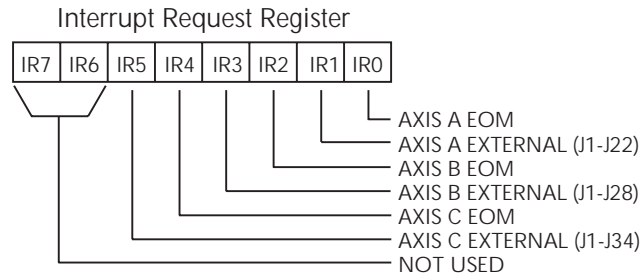 Interrupt Request Register
IR7 IR6 IR5 IR4 IR3 IR2 IR1 IR0
AXIS A EOM
AXIS A EXTERNAL (J1-J22)
AXIS B EOM
AXIS B EXTERNAL (J1-J28)
AXIS C EOM
AXIS C EXTERNAL (J1-J34)
NOT USED